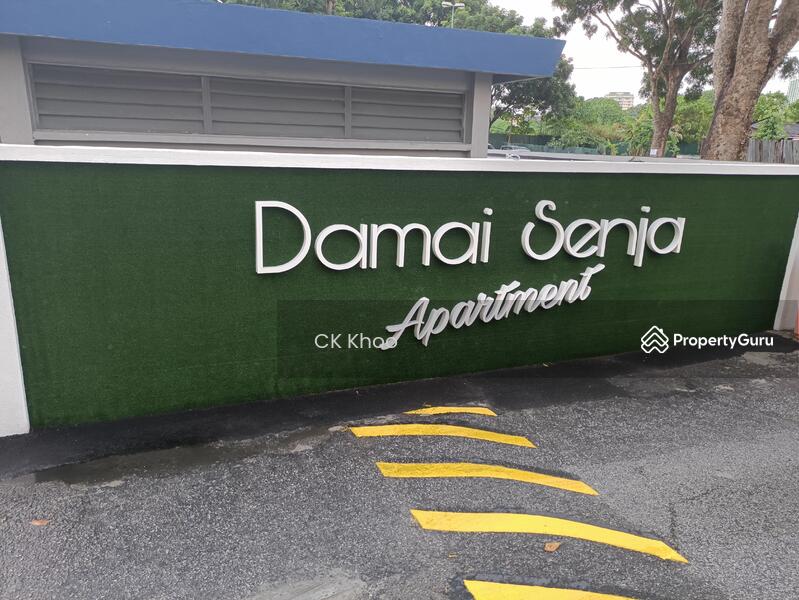 Damai Senja
Apartment
CK Khoo
PropertyGuru